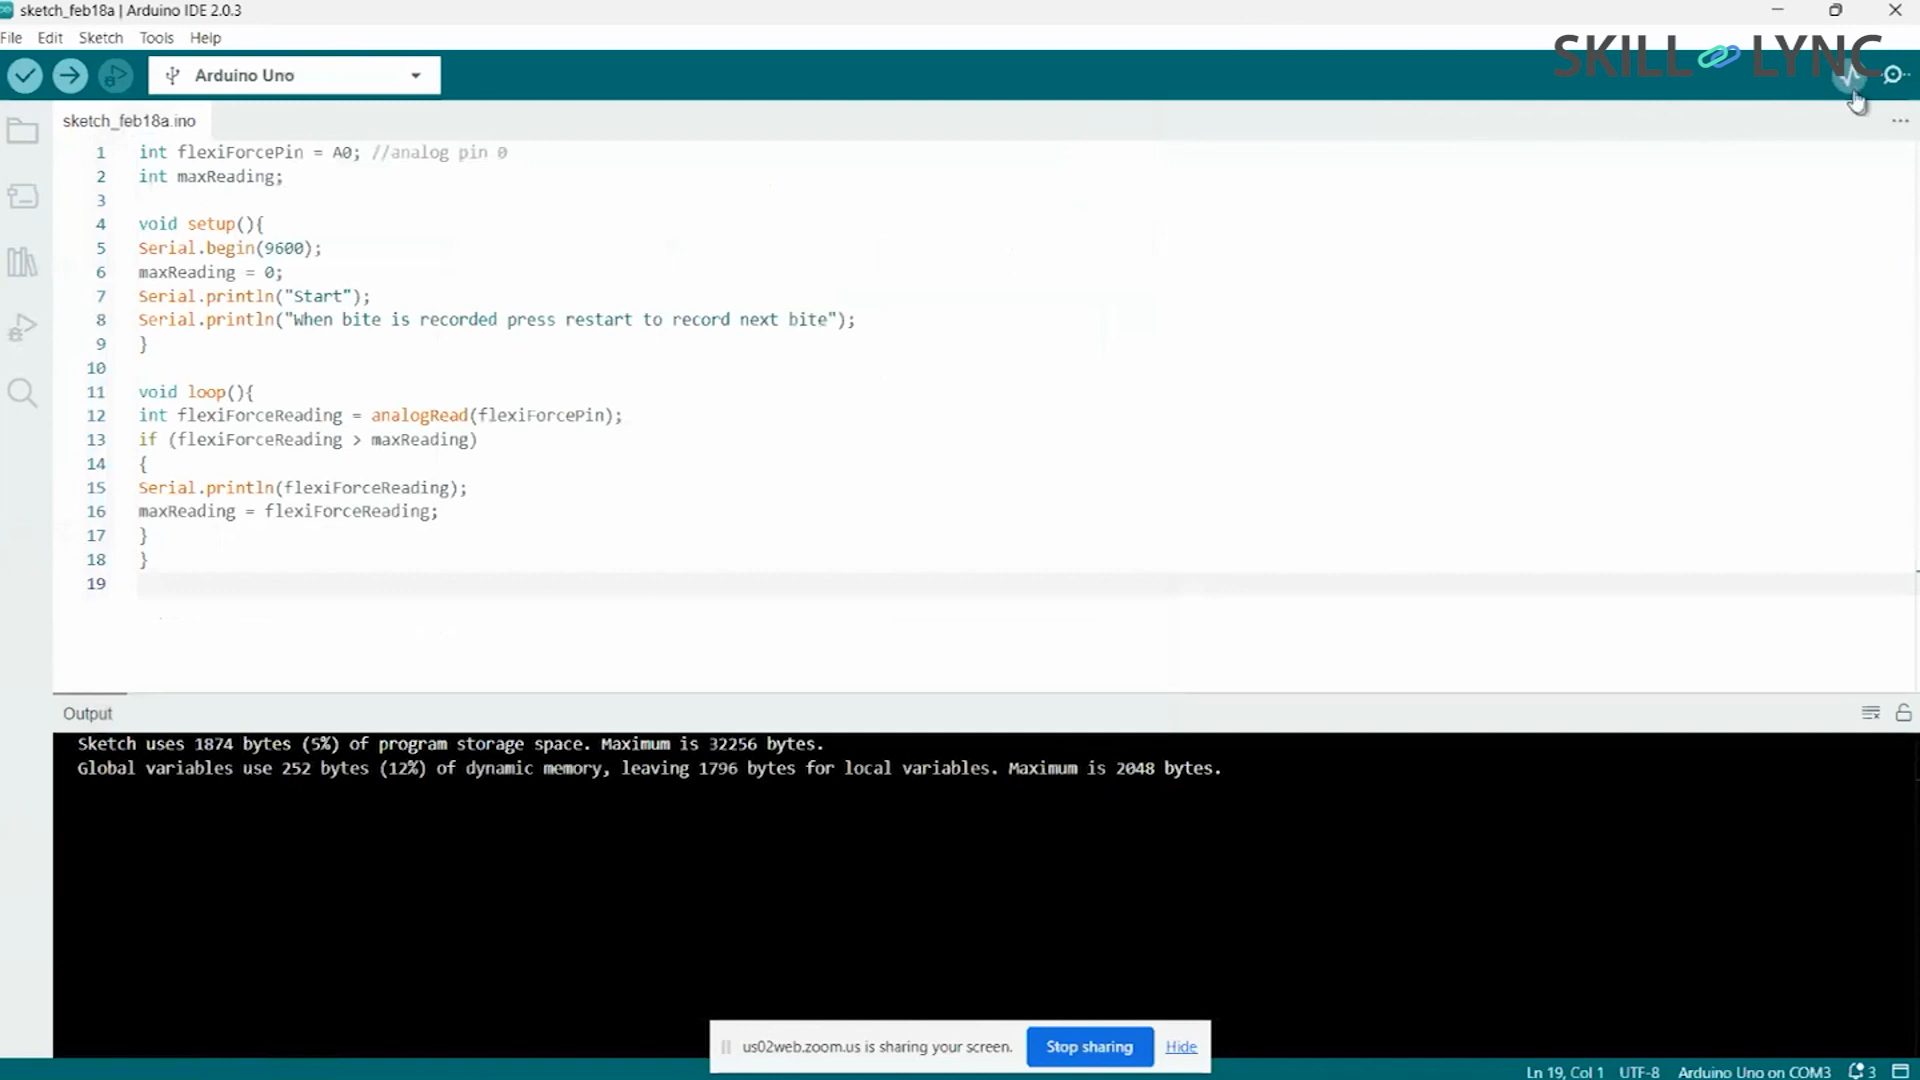 sketch_feb18a | Arduino IDE 2.0.3
File Edit Sketch Tools Help
SKILL LYNC
Arduino Uno
sketch_feb18a.ino
1 int flexiForcePin = A0; //analog pin 0
2 int maxReading;
3
4 void setup(){
5 Serial.begin(9600);
6 maxReading = 0;
7 Serial.println("Start");
8 Serial.println("When bite is recorded press restart to record next bite");
9 }
10
11 void loop(){
12 int flexiForceReading = analogRead(flexiForcePin);
13 if (flexiForceReading > maxReading)
14 {
15 Serial.println(flexiForceReading);
16 maxReading = flexiForceReading;
17 }
18 }
19
Output
Sketch uses 1874 bytes (5%) of program storage space. Maximum is 32256 bytes.
Global variables use 252 bytes (12%) of dynamic memory, leaving 1796 bytes for local variables. Maximum is 2048 bytes.
us02web.zoom.us is sharing your screen. Stop sharing Hide
Ln 19, Col 1 UTF-8 Arduino Uno on COM3 3